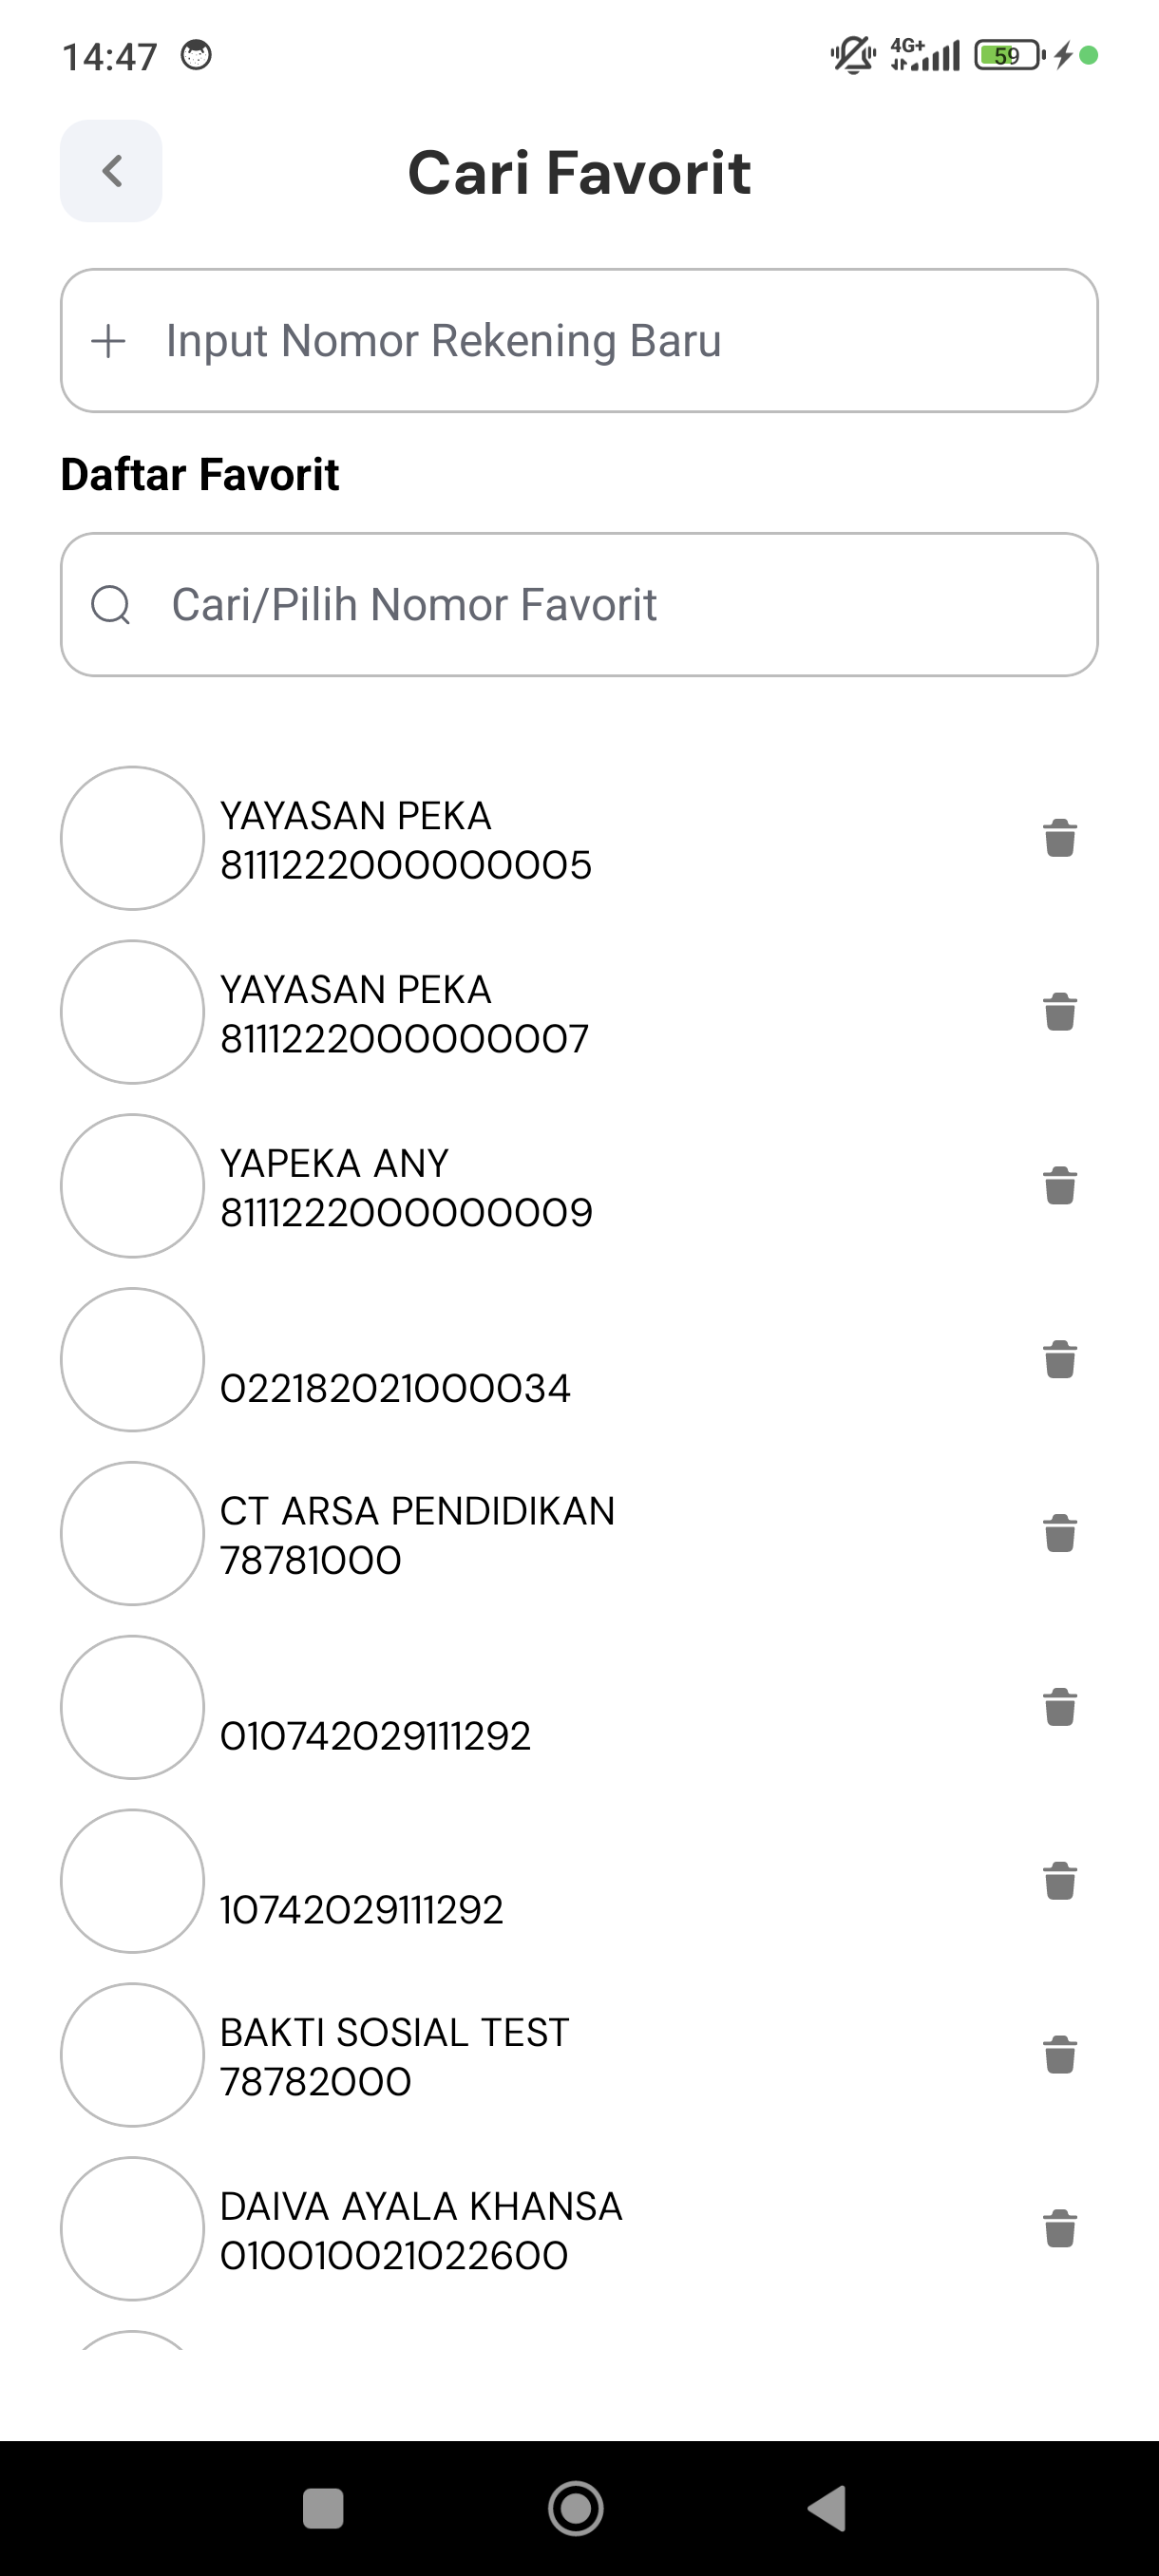 14:47
4G+
59
Cari Favorit
Input Nomor Rekening Baru
Daftar Favorit
Cari/Pilih Nomor Favorit
YAYASAN PEKA
8111222000000005
YAYASAN PEKA
8111222000000007
YAPEKA ANY
8111222000000009
022182021000034
CT ARSA PENDIDIKAN
78781000
010742029111292
10742029111292
BAKTI SOSIAL TEST
78782000
DAIVA AYALA KHANSA
010010021022600